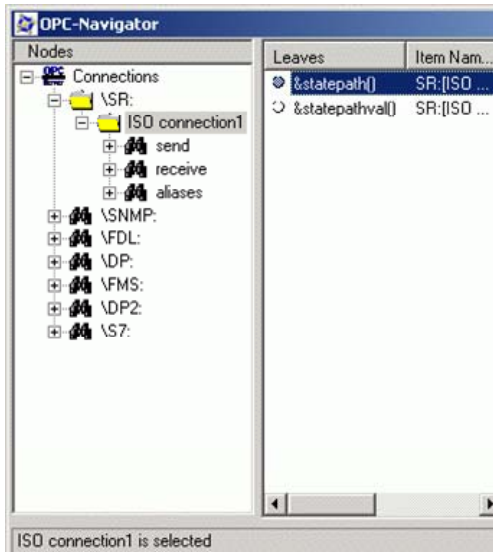 OPC-Navigator
Nodes
Leaves
Item Nam...
OPC
Connections
\SR:
ISO connection1
send
receive
aliases
\SNMP:
\FDL:
\DP:
\FMS:
\DP2:
\S7:
&statepath()
SR:[ISO ...
&statepathval()
SR:[ISO ...
ISO connection1 is selected